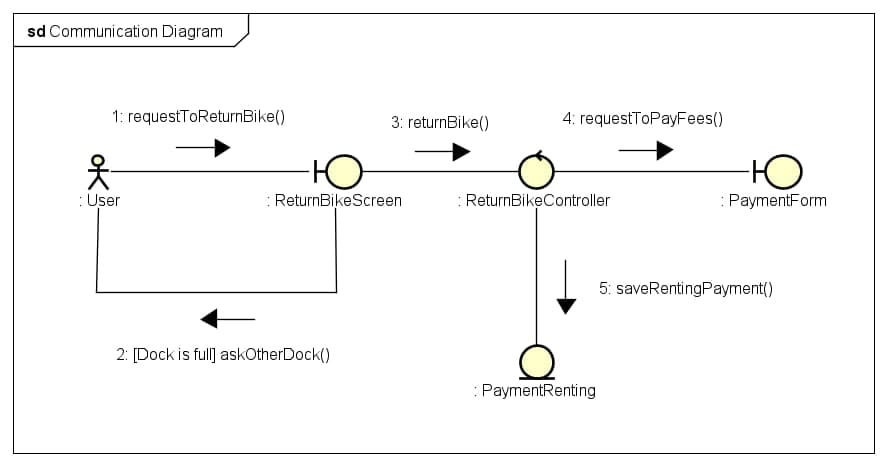 sd Communication Diagram
1: requestToReturnBike()
3: returnBike()
4: requestToPayFees()
: User
: ReturnBikeScreen
: ReturnBikeController
: PaymentForm
5: saveRentingPayment()
2: [Dock is full] askOtherDock()
: PaymentRenting